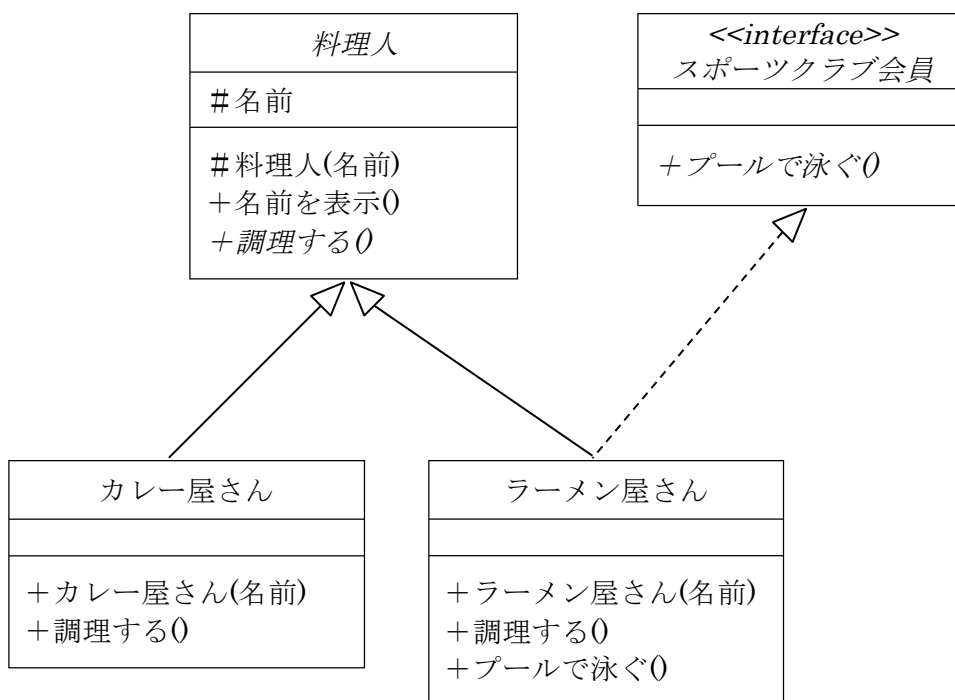 料理人
#名前
#料理人(名前)
+名前を表示()
+調理する()
<<interface>>
スポーツクラブ会員
+プールで泳ぐ()
カレー屋さん
+カレー屋さん(名前)
+調理する()
ラーメン屋さん
+ラーメン屋さん(名前)
+調理する()
+プールで泳ぐ()